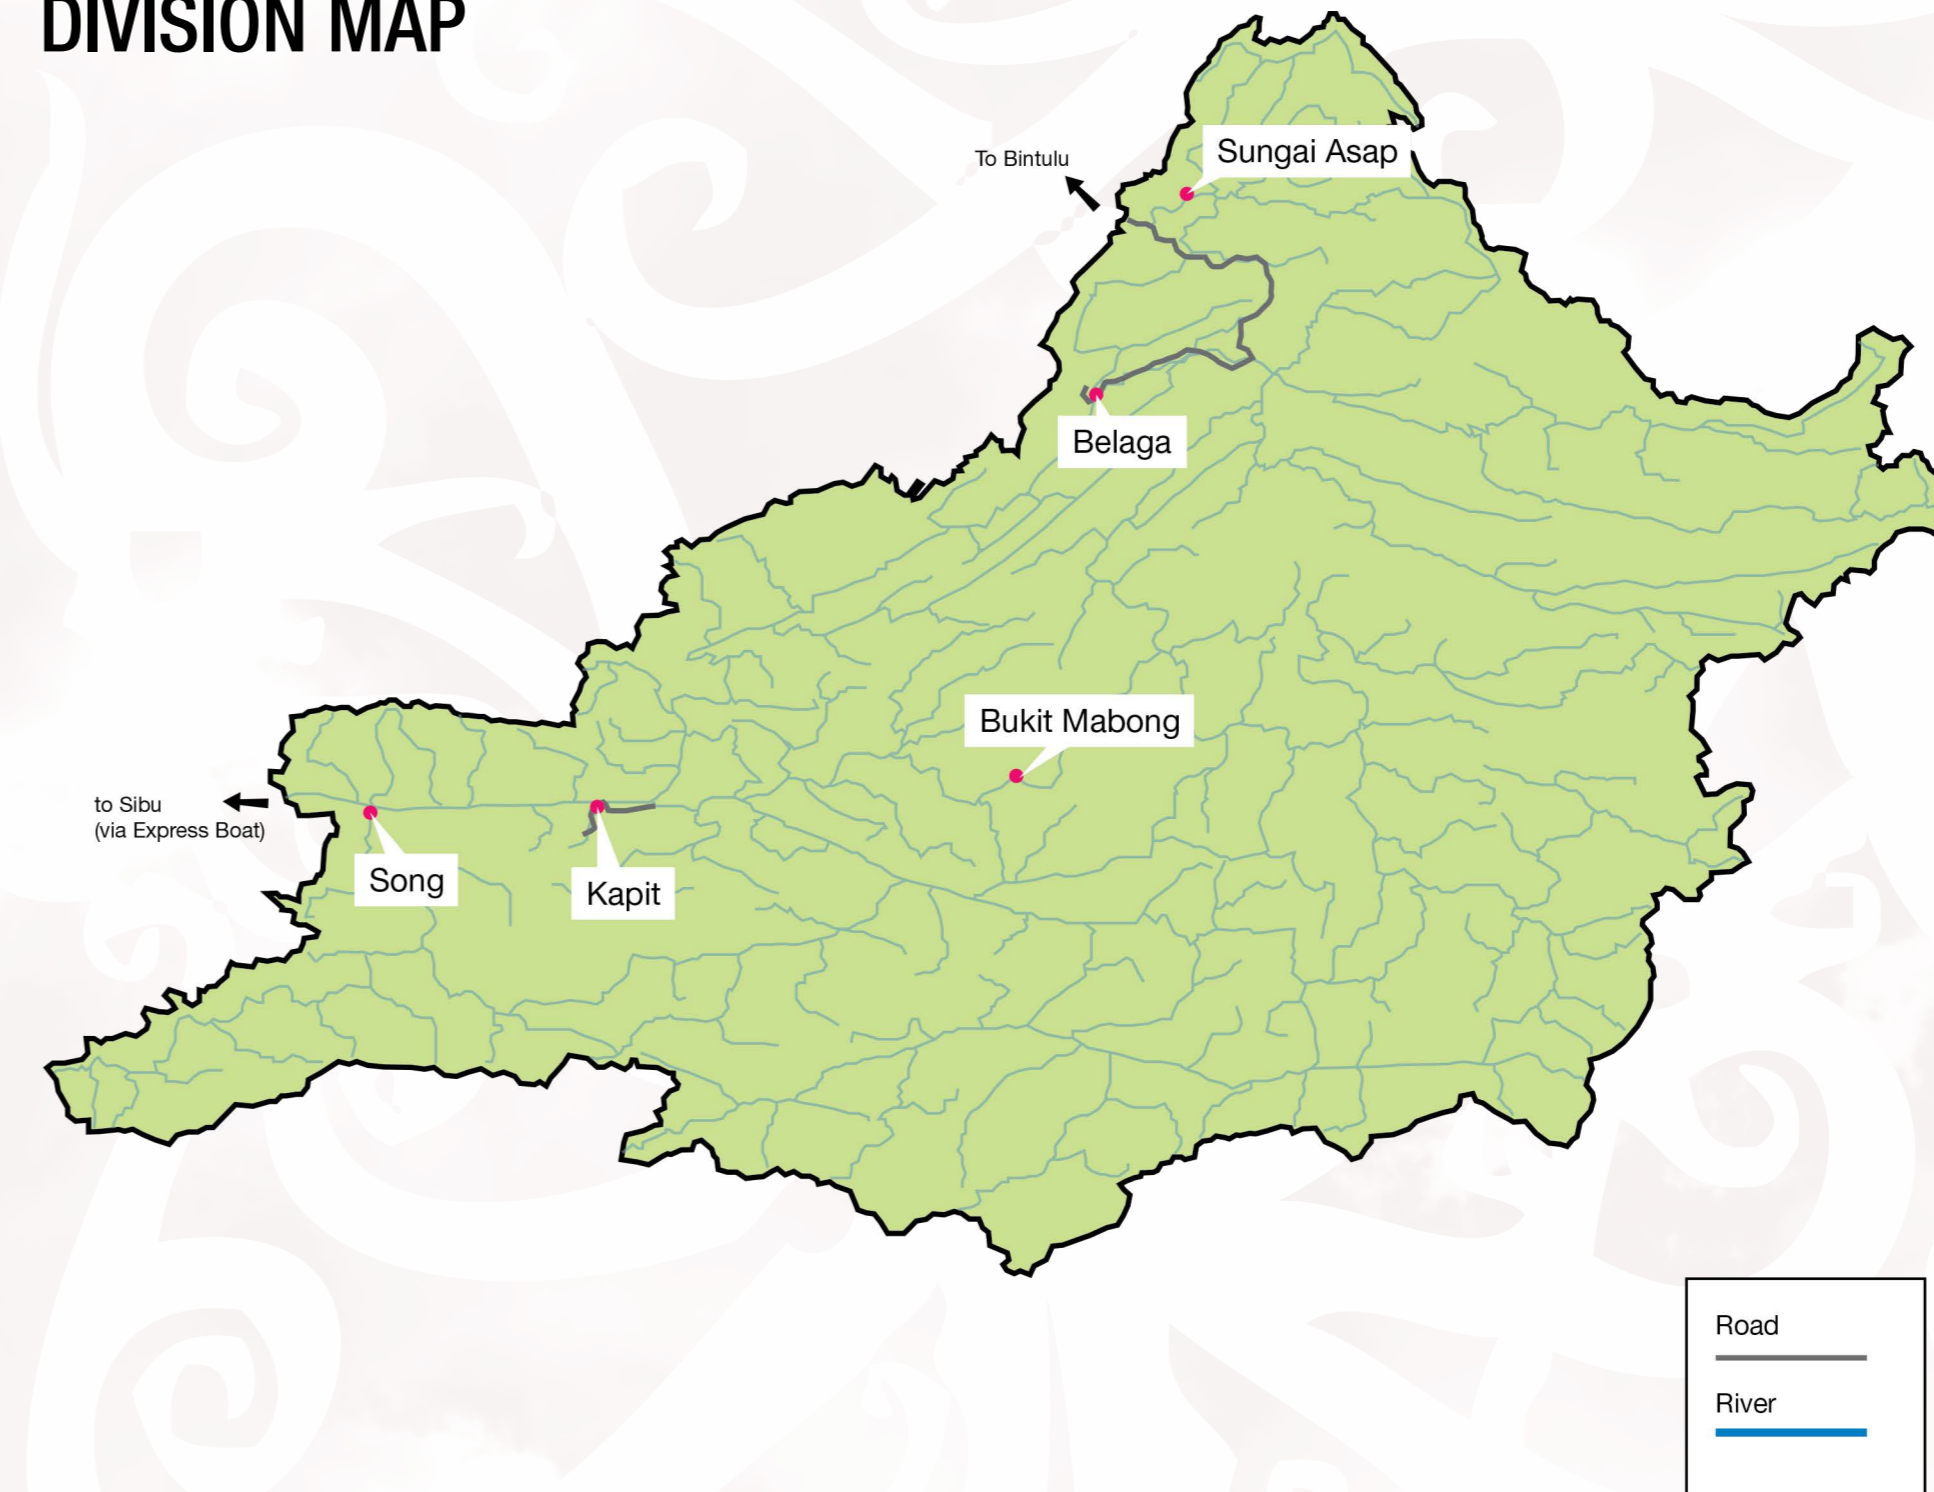 DIVISION MAP
To Bintulu
Sungai Asap
Belaga
Bukit Mabong
to Sibu
(via Express Boat)
Song
Kapit
Road
River